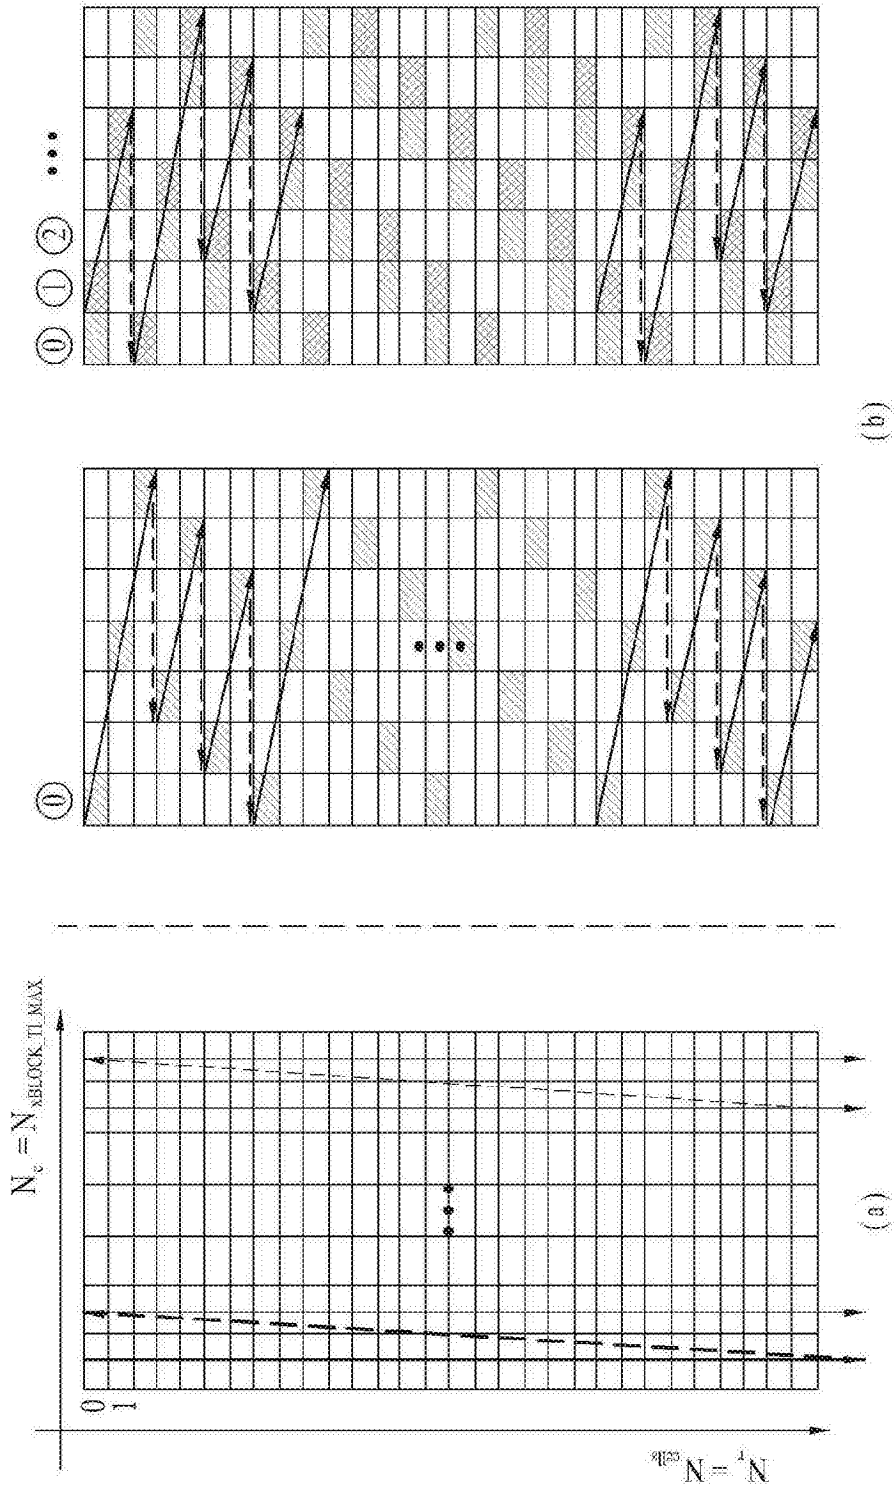 N_c = N_xBLOCK_TI_MAX
0
1
N_r = N_cells
(a)
0
0 1 2 •••
(b)